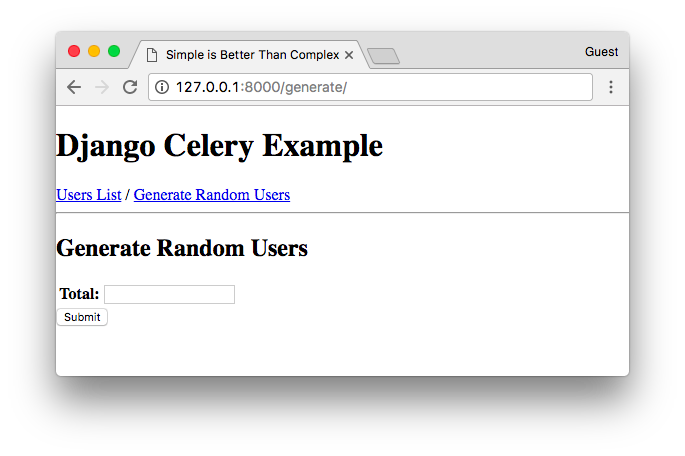 Simple is Better Than Complex
Guest
127.0.0.1:8000/generate/
Django Celery Example
Users List / Generate Random Users
Generate Random Users
Total:
Submit